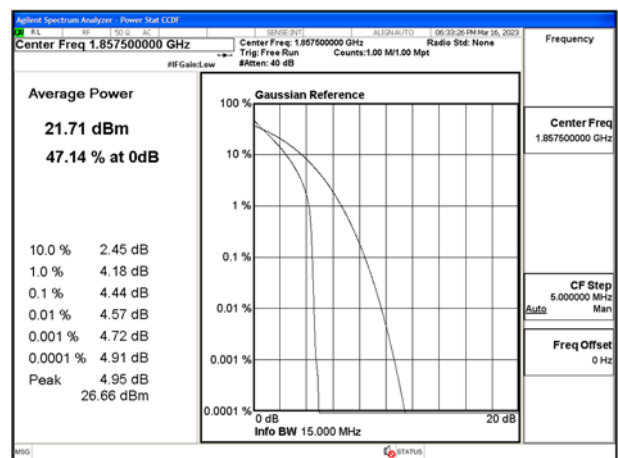 Agilent Spectrum Analyzer - Power Stat CCDF
RL RF 50 Ω AC SENSE:INT ALIGN AUTO 06:33:26 PM Mar 16, 2023
Center Freq 1.857500000 GHz
Center Freq: 1.857500000 GHz Radio Std: None
Trig: Free Run Counts:1.00 M/1.00 Mpt
#IFGain:Low #Atten: 40 dB
Frequency
Average Power
21.71 dBm
47.14 % at 0dB
10.0 % 2.45 dB
1.0 % 4.18 dB
0.1 % 4.44 dB
0.01 % 4.57 dB
0.001 % 4.72 dB
0.0001 % 4.91 dB
Peak 4.95 dB
26.66 dBm
Gaussian Reference
100 %
10 %
1 %
0.1 %
0.01 %
0.001 %
0.0001 %
0 dB 20 dB
Info BW 15.000 MHz
Center Freq
1.857500000 GHz
CF Step
5.000000 MHz
Auto Man
Freq Offset
0 Hz
MSG STATUS